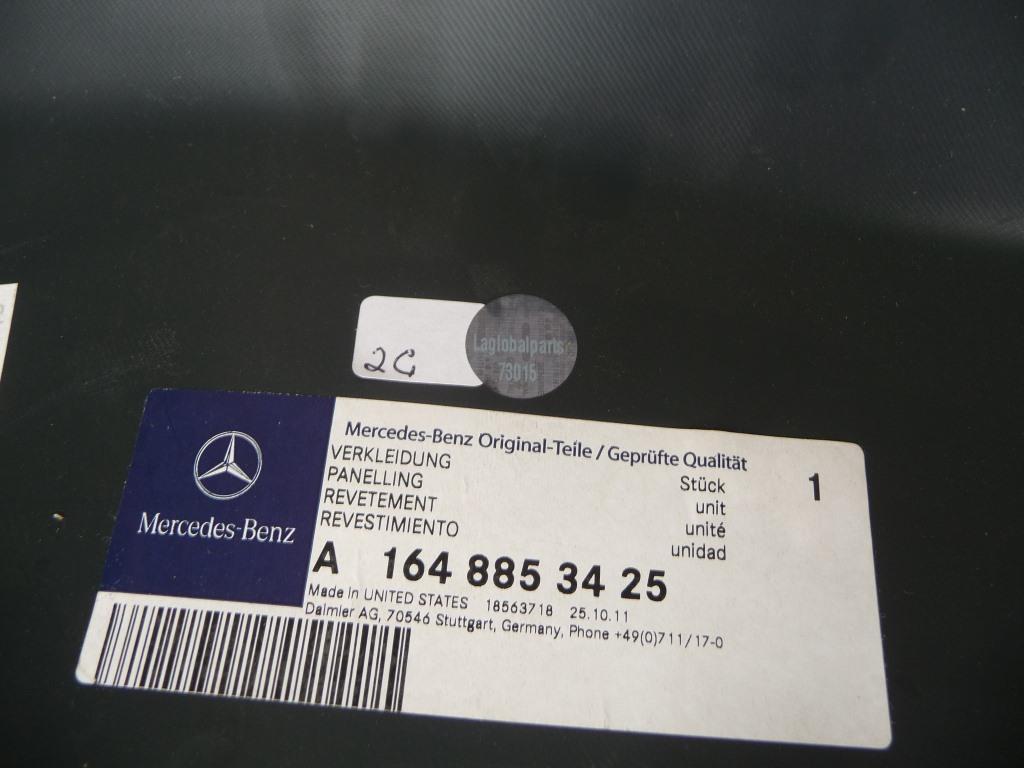 2G
Laglobalparts
73015
Mercedes-Benz
Mercedes-Benz Original-Teile / Geprüfte Qualität
VERKLEIDUNG Stück 1
PANELLING unit
REVETEMENT unité
REVESTIMIENTO unidad
A 164 885 34 25
Made in UNITED STATES 18563718 25.10.11
Daimler AG, 70546 Stuttgart, Germany, Phone +49(0)711/17-0